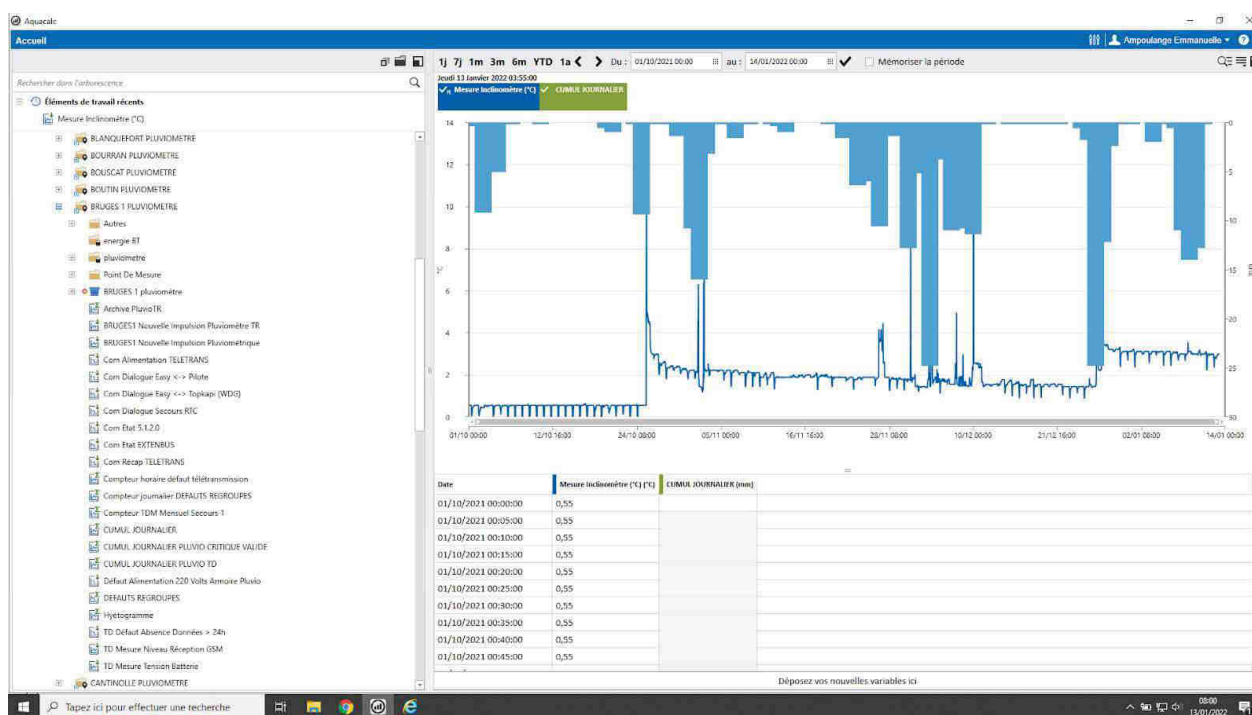 Aquacalc
Accueil
Ampoulange Emmanuelle
1j 7j 1m 3m 6m YTD 1a Du : 01/10/2021 00:00 au : 14/01/2022 00:00 Mémoriser la période
Rechercher dans l'arborescence
Éléments de travail récents
Mesure Inclinomètre (°C)
BLANQUEFORT PLUVIOMETRE
BOURRAN PLUVIOMETRE
BOUSCAT PLUVIOMETRE
BOUTIN PLUVIOMETRE
BRUGES 1 PLUVIOMETRE
Autres
energie BT
pluviometre
Point De Mesure
BRUGES 1 pluviomètre
Archive PluvioTR
BRUGES1 Nouvelle Impulsion Pluviomètre TR
BRUGES1 Nouvelle Impulsion Pluviométrique
Com Alimentation TELETRANS
Com Dialogue Easy <-> Pilote
Com Dialogue Easy <-> Topkapi (WDG)
Com Dialogue Secours RTC
Com Etat 5.1.2.0
Com Etat EXTENBUS
Com Récap TELETRANS
Compteur horaire défaut télétransmission
Compteur journalier DEFAUTS REGROUPES
Compteur TDM Mensuel Secours 1
CUMUL JOURNALIER
CUMUL JOURNALIER PLUVIO CRITIQUE VALIDE
CUMUL JOURNALIER PLUVIO TD
Défaut Alimentation 220 Volts Armoire Pluvio
DEFAUTS REGROUPES
Hyétogramme
TD Défaut Absence Données > 24h
TD Mesure Niveau Réception GSM
TD Mesure Tension Batterie
CANTINOLLE PLUVIOMETRE
Jeudi 13 Janvier 2022 03:55:00
Mesure Inclinomètre (°C) CUMUL JOURNALIER
14 0
12 5
10 10
8
°C 15 mm
6
20
4
2 25
0 30
01/10 00:00 12/10 16:00 24/10 08:00 05/11 00:00 16/11 16:00 28/11 08:00 10/12 00:00 21/12 16:00 02/01 08:00 14/01 00:00
Date Mesure Inclinomètre (°C) (°C) CUMUL JOURNALIER (mm)
01/10/2021 00:00:00 0,55
01/10/2021 00:05:00 0,55
01/10/2021 00:10:00 0,55
01/10/2021 00:15:00 0,55
01/10/2021 00:20:00 0,55
01/10/2021 00:25:00 0,55
01/10/2021 00:30:00 0,55
01/10/2021 00:35:00 0,55
01/10/2021 00:40:00 0,55
01/10/2021 00:45:00 0,55
Déposez vos nouvelles variables ici
Tapez ici pour effectuer une recherche
08:00
13/01/2022